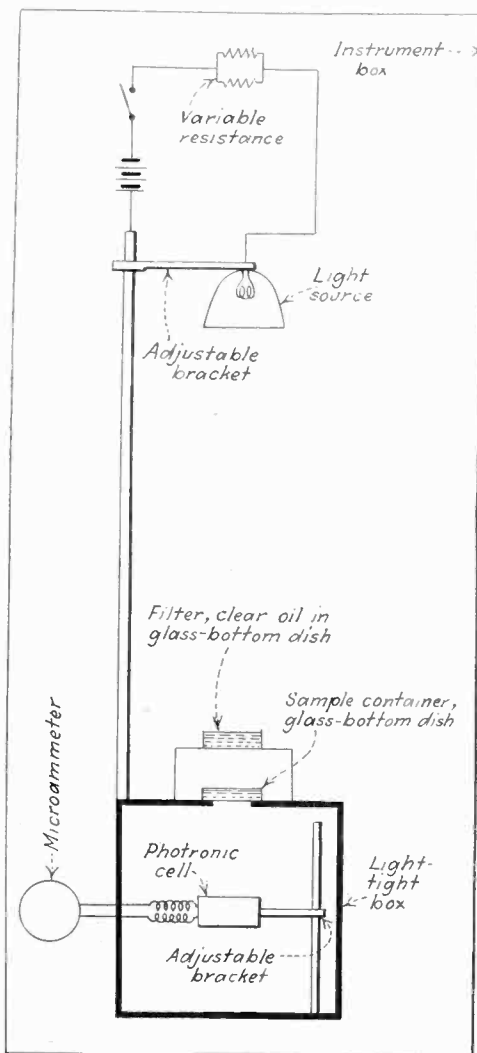 Instrument
box
Variable
resistance
Light
source
Adjustable
bracket
Filter, clear oil in
glass-bottom dish
Sample container,
glass-bottom dish
Microammeter
Photronic
cell
Light-
tight
box
Adjustable
bracket